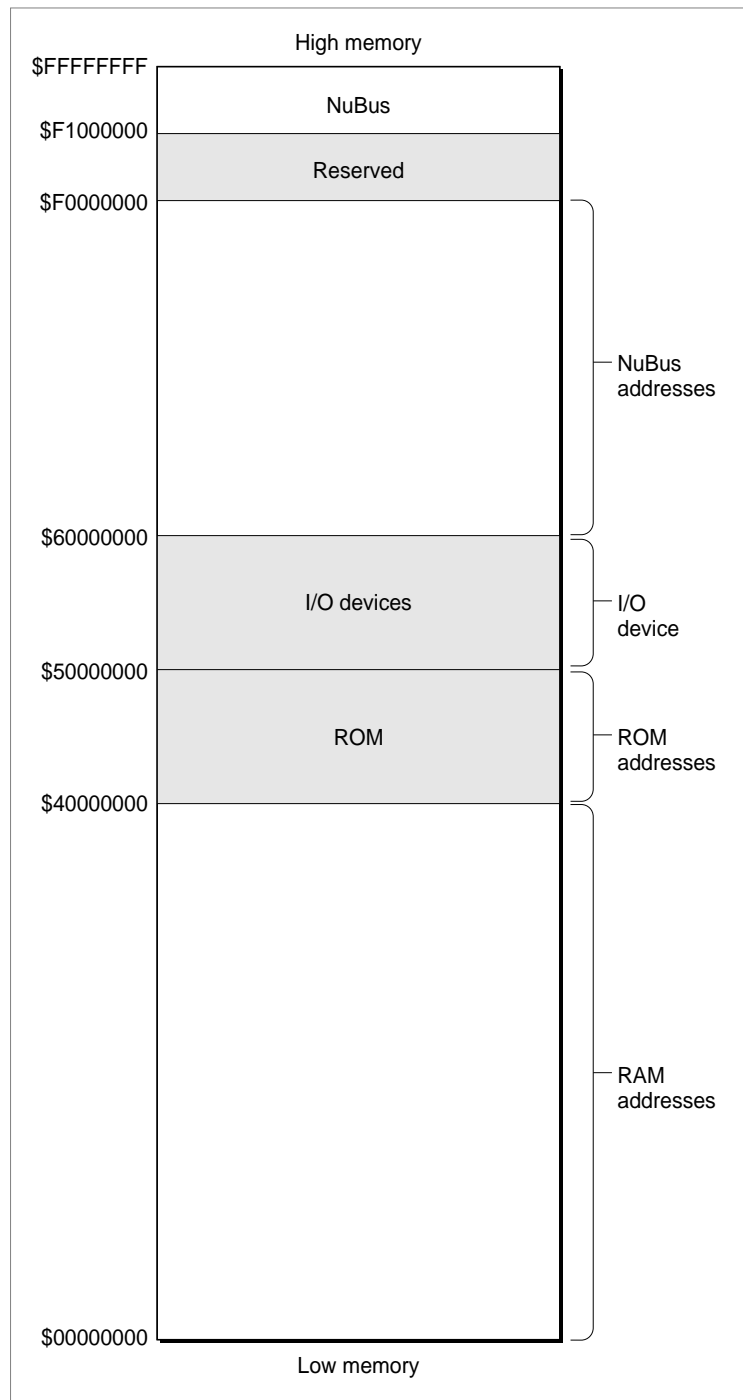 High memory
$FFFFFFFF
NuBus
$F1000000
Reserved
$F0000000
NuBus
addresses
$60000000
I/O devices
I/O
device
$50000000
ROM
ROM
addresses
$40000000
RAM
addresses
$00000000
Low memory